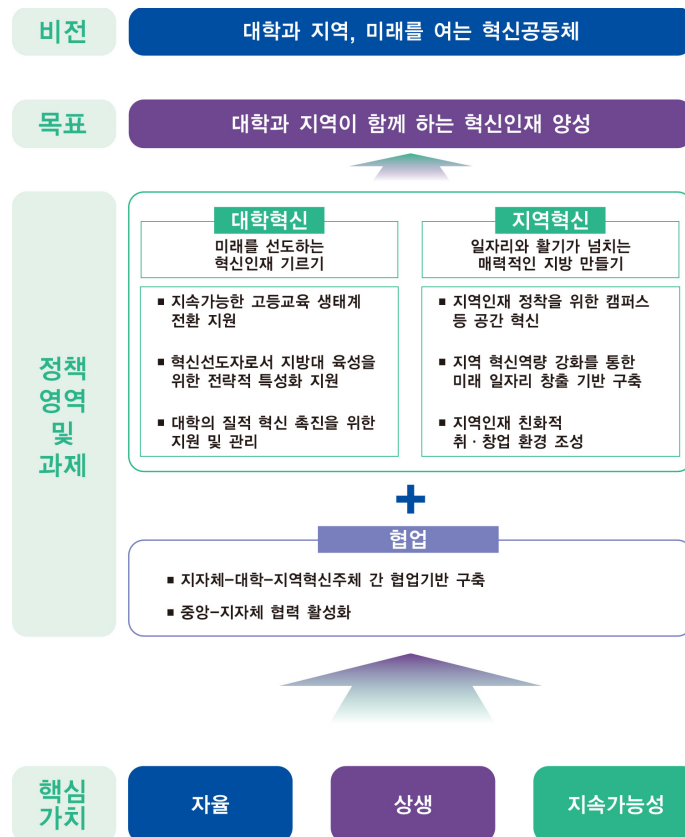 비전
대학과 지역, 미래를 여는 혁신공동체
목표
대학과 지역이 함께 하는 혁신인재 양성
정책
영역
및
과제
대학혁신
미래를 선도하는
혁신인재 기르기
■ 지속가능한 고등교육 생태계
전환 지원
■ 혁신선도자로서 지방대 육성을
위한 전략적 특성화 지원
■ 대학의 질적 혁신 촉진을 위한
지원 및 관리
지역혁신
일자리와 활기가 넘치는
매력적인 지방 만들기
■ 지역인재 정착을 위한 캠퍼스
등 공간 혁신
■ 지역 혁신역량 강화를 통한
미래 일자리 창출 기반 구축
■ 지역인재 친화적
취·창업 환경 조성
+
협업
■ 지자체-대학-지역혁신주체 간 협업기반 구축
■ 중앙-지자체 협력 활성화
핵심
가치
자율
상생
지속가능성